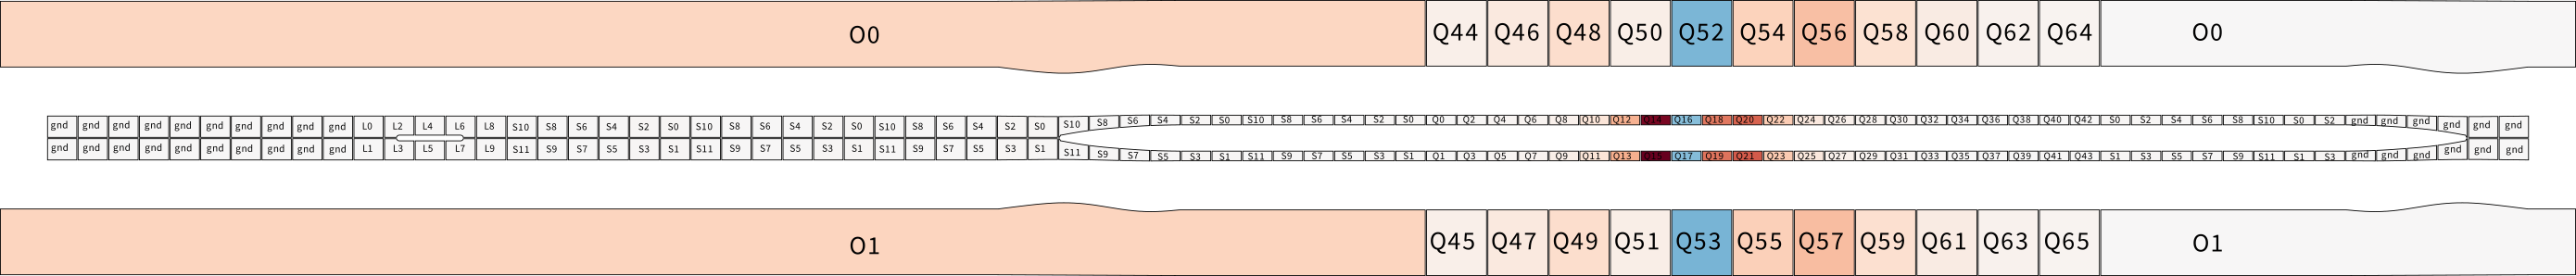 O0 Q44 Q46 Q48 Q50 Q52 Q54 Q56 Q58 Q60 Q62 Q64 O0
gnd gnd gnd gnd gnd gnd gnd gnd gnd gnd L0 L2 L4 L6 L8 S10 S8 S6 S4 S2 S0 S10 S8 S6 S4 S2 S0 S10 S8 S6 S4 S2 S0 S10 S8 S6 S4 S2 S0 S10 S8 S6 S4 S2 S0 Q0 Q2 Q4 Q6 Q8 Q10 Q12 Q14 Q16 Q18 Q20 Q22 Q24 Q26 Q28 Q30 Q32 Q34 Q36 Q38 Q40 Q42 S0 S2 S4 S6 S8 S10 S0 S2 gnd gnd gnd gnd gnd gnd
gnd gnd gnd gnd gnd gnd gnd gnd gnd gnd L1 L3 L5 L7 L9 S11 S9 S7 S5 S3 S1 S11 S9 S7 S5 S3 S1 S11 S9 S7 S5 S3 S1 S11 S9 S7 S5 S3 S1 S11 S9 S7 S5 S3 S1 Q1 Q3 Q5 Q7 Q9 Q11 Q13 Q15 Q17 Q19 Q21 Q23 Q25 Q27 Q29 Q31 Q33 Q35 Q37 Q39 Q41 Q43 S1 S3 S5 S7 S9 S11 S1 S3 gnd gnd gnd gnd gnd gnd
O1 Q45 Q47 Q49 Q51 Q53 Q55 Q57 Q59 Q61 Q63 Q65 O1